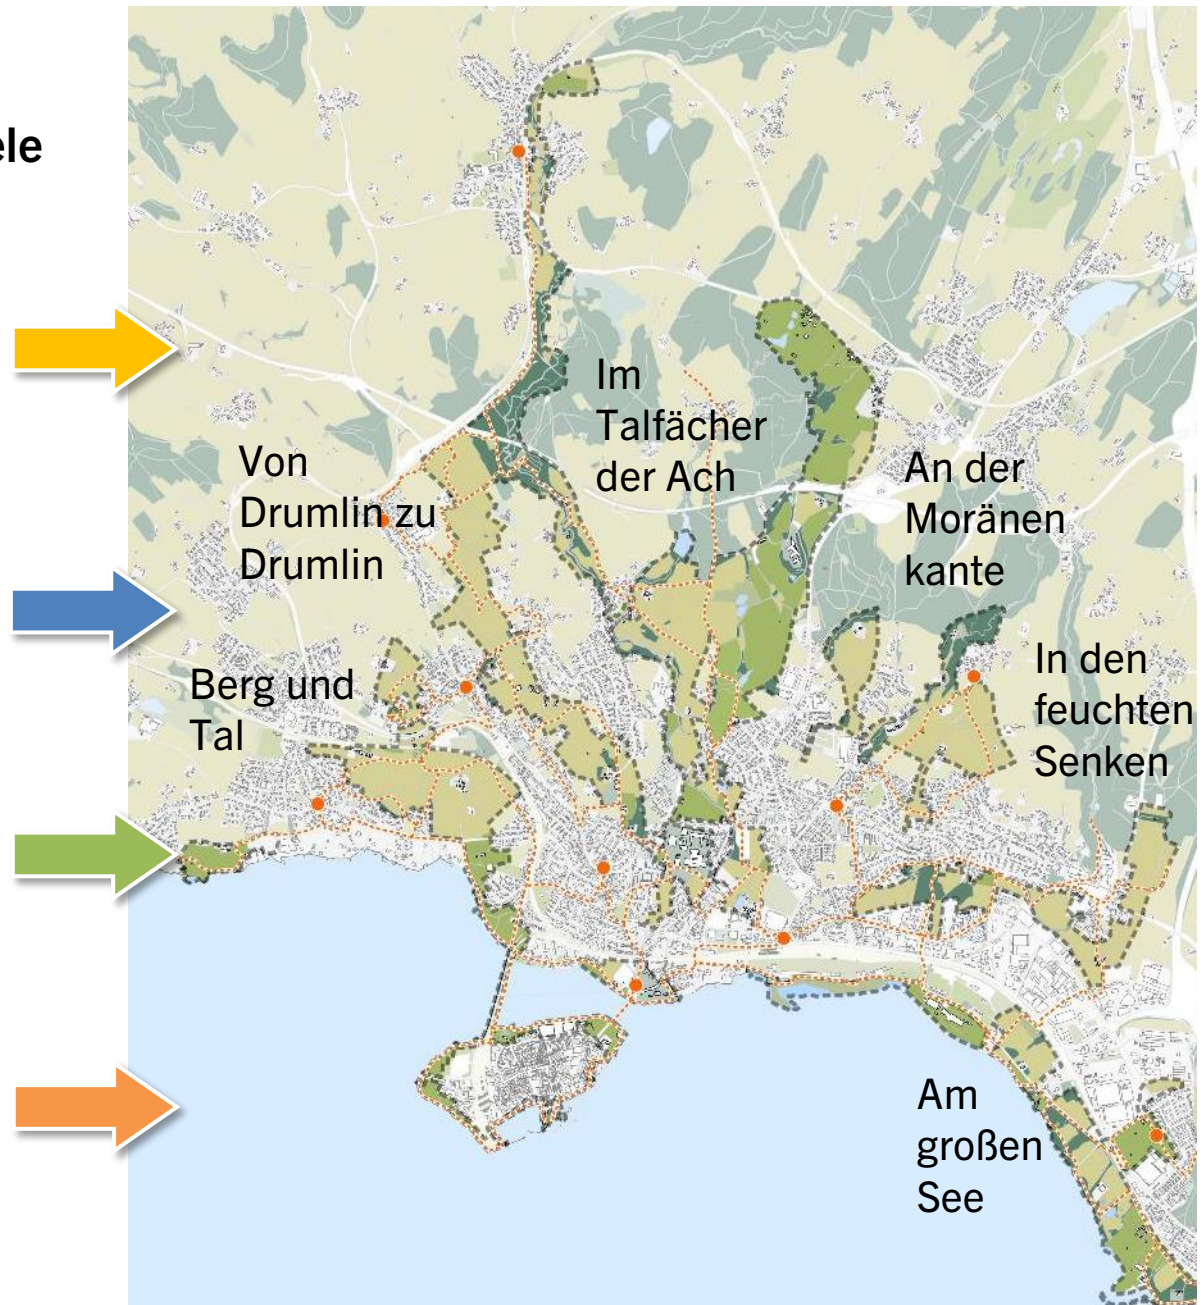 ele
Im
Talfächer
der Ach
Von
Drumlin zu
Drumlin
An der
Moränen
kante
Berg und
Tal
In den
feuchten
Senken
Am
großen
See